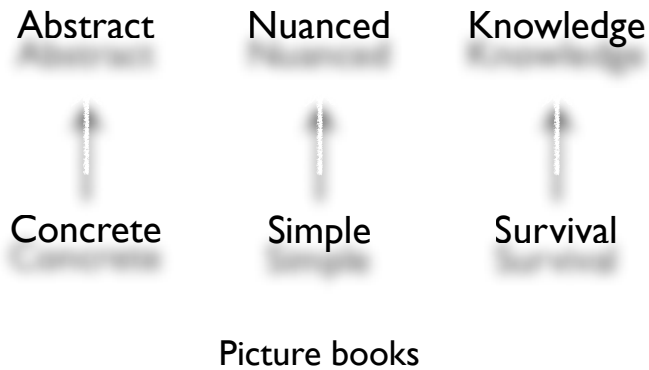 Abstract Nuanced Knowledge
Concrete Simple Survival
Picture books